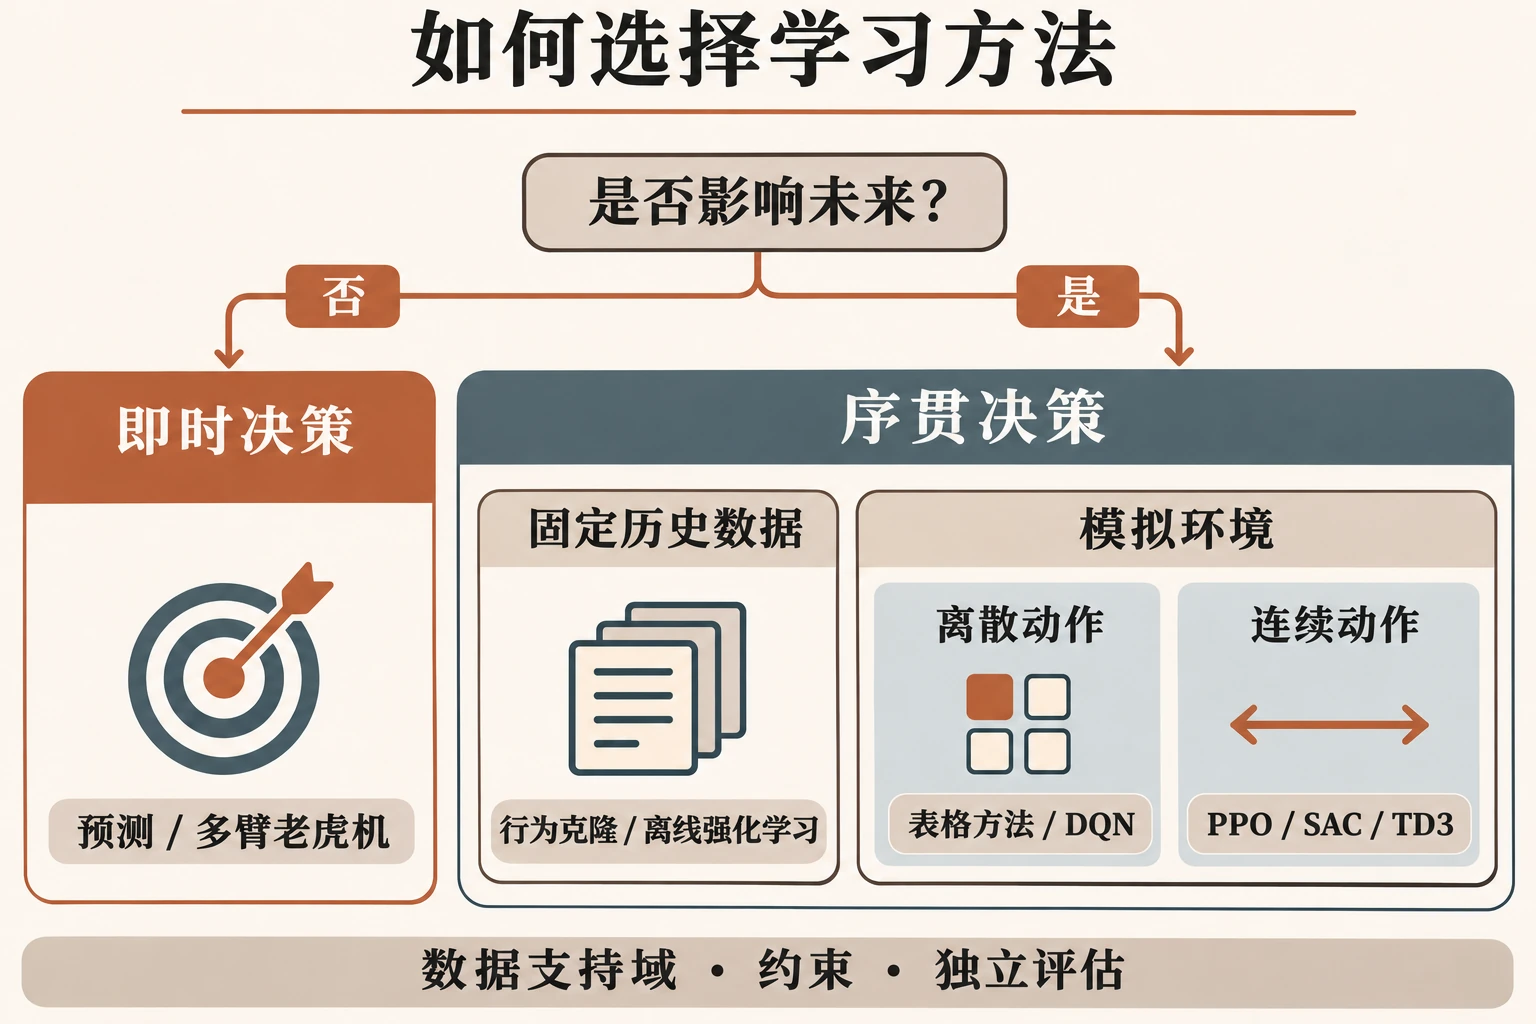 如何选择学习方法
是否影响未来？
否
是
即时决策
预测 / 多臂老虎机
序贯决策
固定历史数据
行为克隆 / 离线强化学习
模拟环境
离散动作
表格方法 / DQN
连续动作
PPO / SAC / TD3
数据支持域 • 约束 • 独立评估